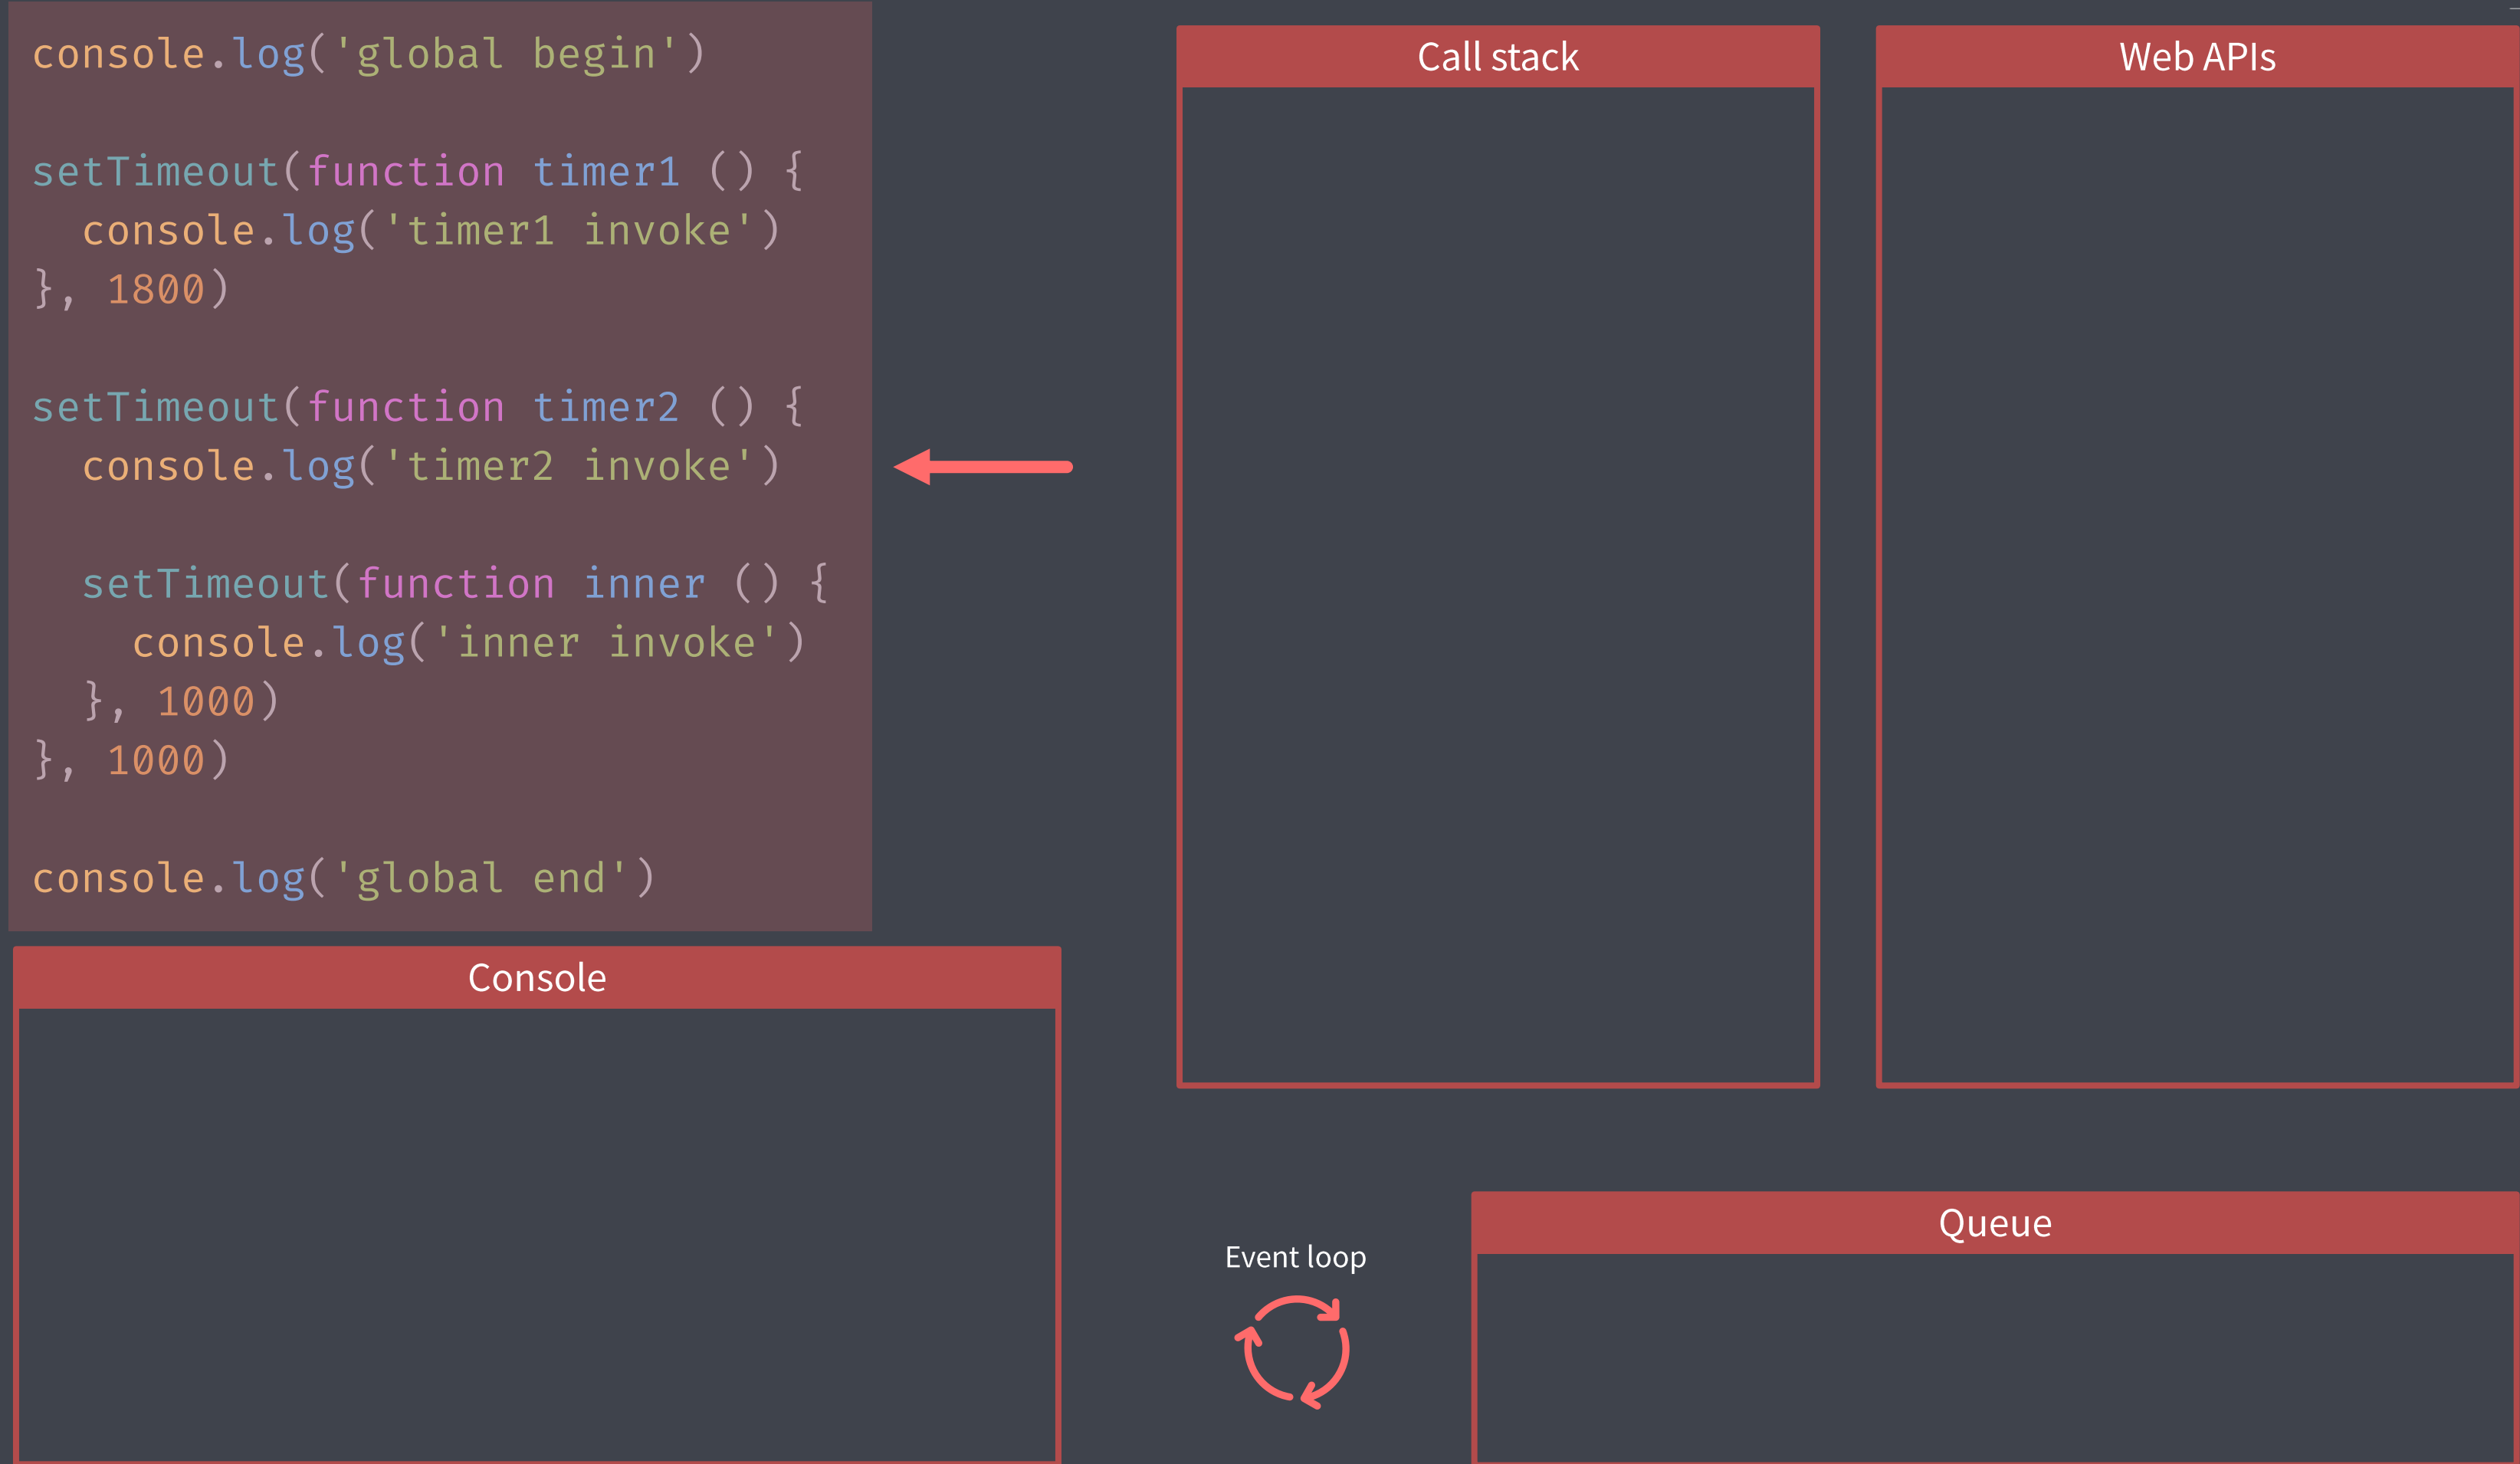 console.log('global begin')
setTimeout(function timer1 () {
console.log('timer1 invoke')
}, 1800)
setTimeout(function timer2 () {
console.log('timer2 invoke')
setTimeout(function inner () {
console.log('inner invoke')
}, 1000)
}, 1000)
console.log('global end')
Call stack
Web APIs
Console
Event loop
Queue